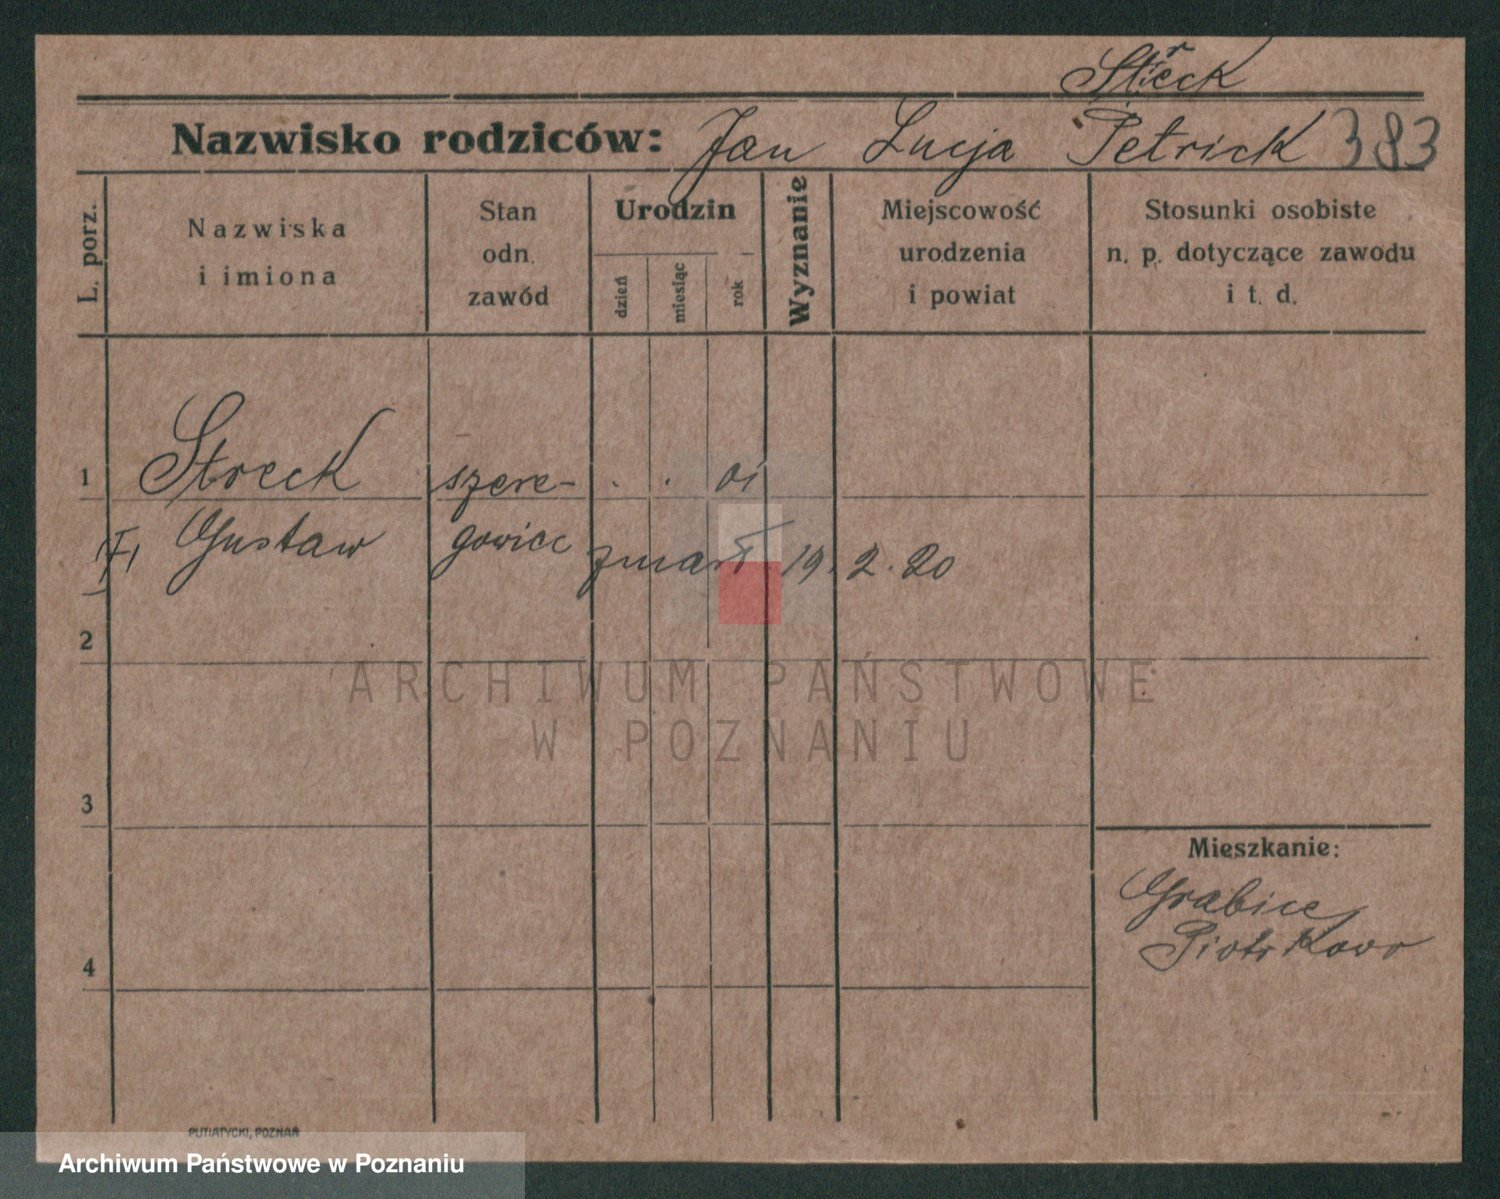 Streck
Nazwisko rodziców: Jan Lucja Petrick 383
L. porz.
Nazwiska
i imiona
Stan
odn.
zawód
Urodzin
dzień
miesiąc
rok
Wyznanie
Miejscowość
urodzenia
i powiat
Stosunki osobiste
n. p. dotyczące zawodu
i t. d.
1 Streck szere- . . 01
Gustaw gowiec zmarł 19.2.20
2
ARCHIWUM PAŃSTWOWE
W POZNANIU
3
Mieszkanie:
Grabice
Piotrkowo
4
PUTIATYCKI, POZNAŃ
Archiwum Państwowe w Poznaniu